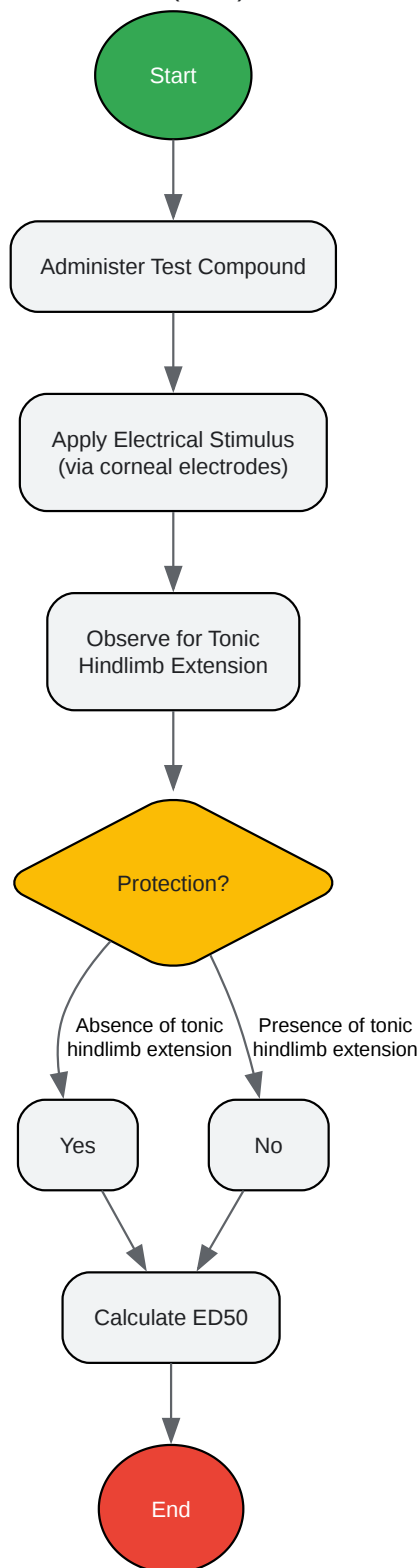 Start
Administer Test Compound
Apply Electrical Stimulus
(via corneal electrodes)
Observe for Tonic
Hindlimb Extension
Protection?
Absence of tonic
hindlimb extension
Presence of tonic
hindlimb extension
Yes
No
Calculate ED50
End